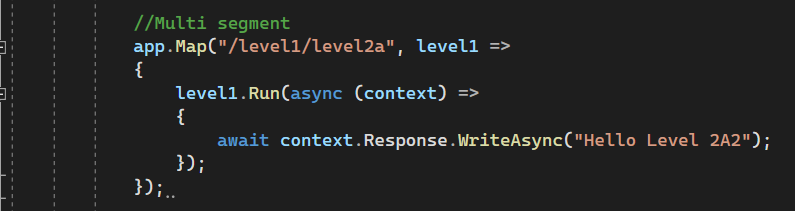 //Multi segment
app.Map("/level1/level2a", level1 =>
{
    level1.Run(async (context) =>
    {
        await context.Response.WriteAsync("Hello Level 2A2");
    });
});